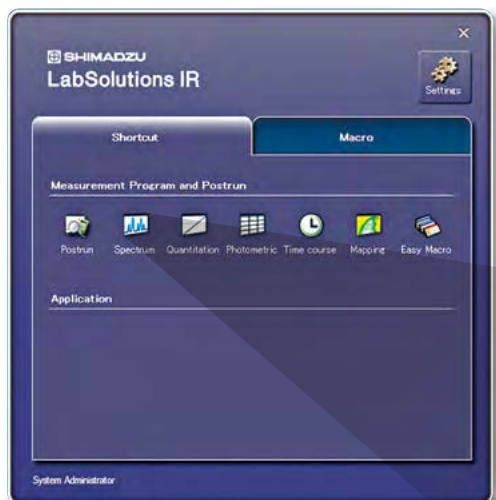 SHIMADZU
LabSolutions IR
Settings
Shortcut Macro
Measurement Program and Postrun
Postrun Spectrum Quantitation Photometric Time course Mapping Easy Macro
Application
System Administrator